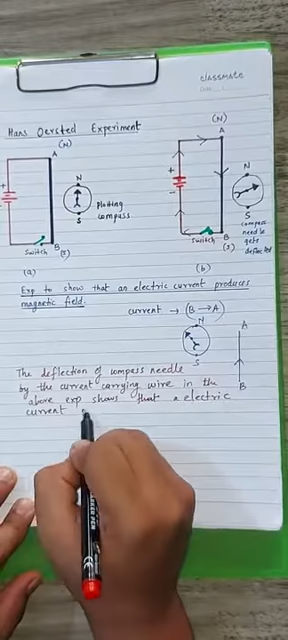 classmate
Hans Oersted Experiment
(N)
A
+
-
N
S
Plotting
compass
Switch
B
(S)
(a)
(N)
A
+
-
N
S
compass
needle
gets
deflected
Switch
B
(S)
(b)
Exp to show that an electric current produces
magnetic field.
current → (B → A)
N
S
A
B
The deflection of compass needle
by the current carrying wire in the
above exp shows that a electric
current